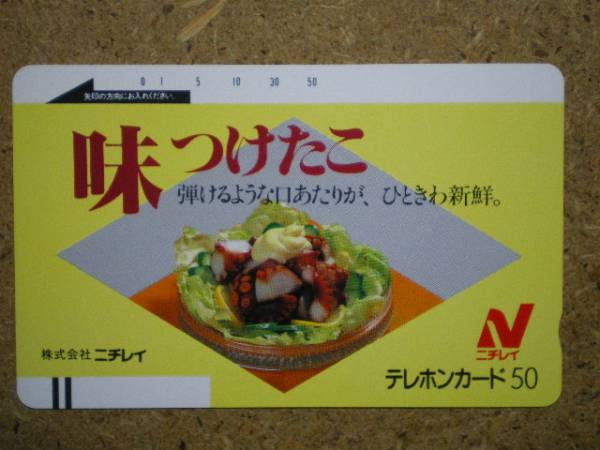 0 1 5 10 30 50
矢印の方向にお入れください。
味つけたこ
弾けるような口あたりが、ひときわ新鮮。
株式会社 ニチレイ
N
ニチレイ
テレホンカード 50